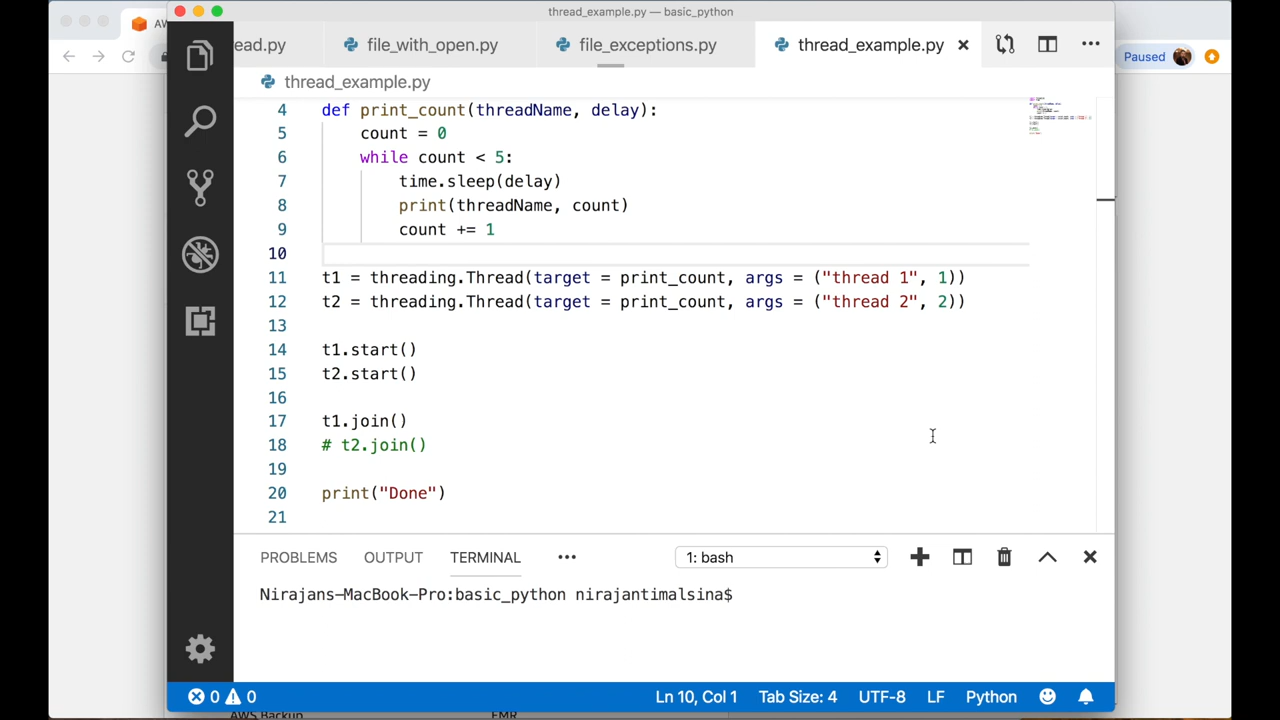 thread_example.py — basic_python
AW
ead.py
file_with_open.py
file_exceptions.py
thread_example.py
Paused
thread_example.py
4 def print_count(threadName, delay):
5 count = 0
6 while count < 5:
7 time.sleep(delay)
8 print(threadName, count)
9 count += 1
10
11 t1 = threading.Thread(target = print_count, args = ("thread 1", 1))
12 t2 = threading.Thread(target = print_count, args = ("thread 2", 2))
13
14 t1.start()
15 t2.start()
16
17 t1.join()
18 # t2.join()
19
20 print("Done")
21
PROBLEMS OUTPUT TERMINAL ••• 1: bash
Nirajans-MacBook-Pro:basic_python nirajantimalsina$
0 0 Ln 10, Col 1 Tab Size: 4 UTF-8 LF Python
AWS Backup EMR